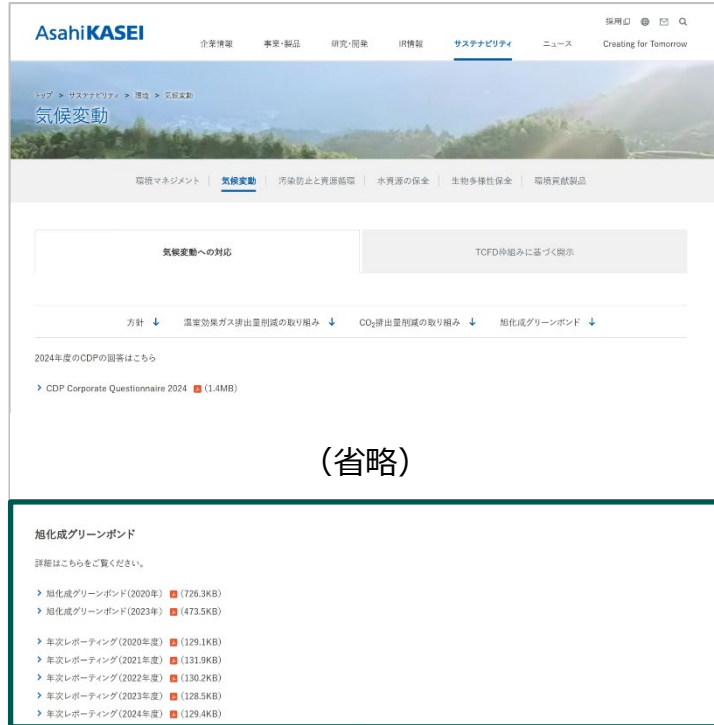 AsahiKASEI
採用
企業情報 事業・製品 研究・開発 IR情報 サステナビリティ ニュース Creating for Tomorrow
トップ > サステナビリティ > 環境 > 気候変動
気候変動
環境マネジメント | 気候変動 | 汚染防止と資源循環 | 水資源の保全 | 生物多様性保全 | 環境貢献製品
気候変動への対応 TCFD枠組みに基づく開示
方針 ↓ 温室効果ガス排出量削減の取り組み ↓ CO₂排出量削減の取り組み ↓ 旭化成グリーンボンド ↓
2024年度のCDPの回答はこちら
> CDP Corporate Questionnaire 2024 (1.4MB)
（省略）
旭化成グリーンボンド
詳細はこちらをご覧ください。
> 旭化成グリーンボンド（2020年） (726.3KB)
> 旭化成グリーンボンド（2023年） (473.5KB)
> 年次レポーティング（2020年度） (129.1KB)
> 年次レポーティング（2021年度） (131.9KB)
> 年次レポーティング（2022年度） (130.2KB)
> 年次レポーティング（2023年度） (128.5KB)
> 年次レポーティング（2024年度） (129.4KB)